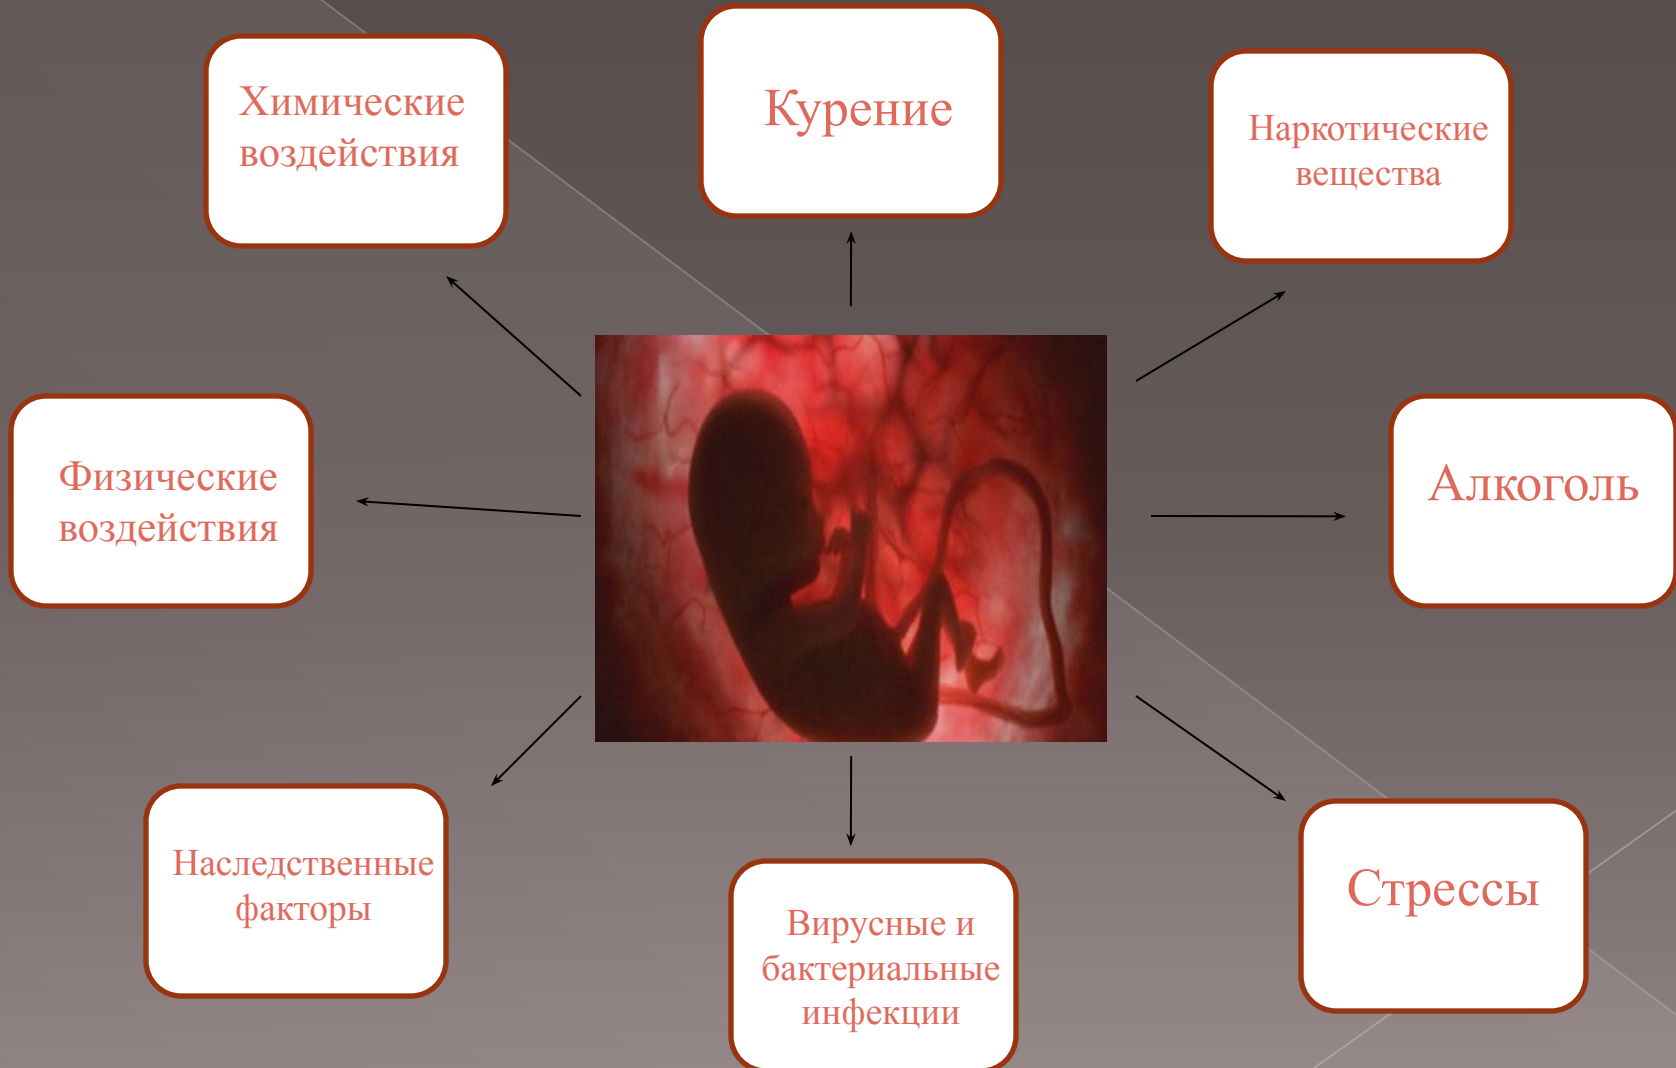 Химические
воздействия
Курение
Наркотические
вещества
Физические
воздействия
Алкоголь
Наследственные
факторы
Вирусные и
бактериальные
инфекции
Стрессы